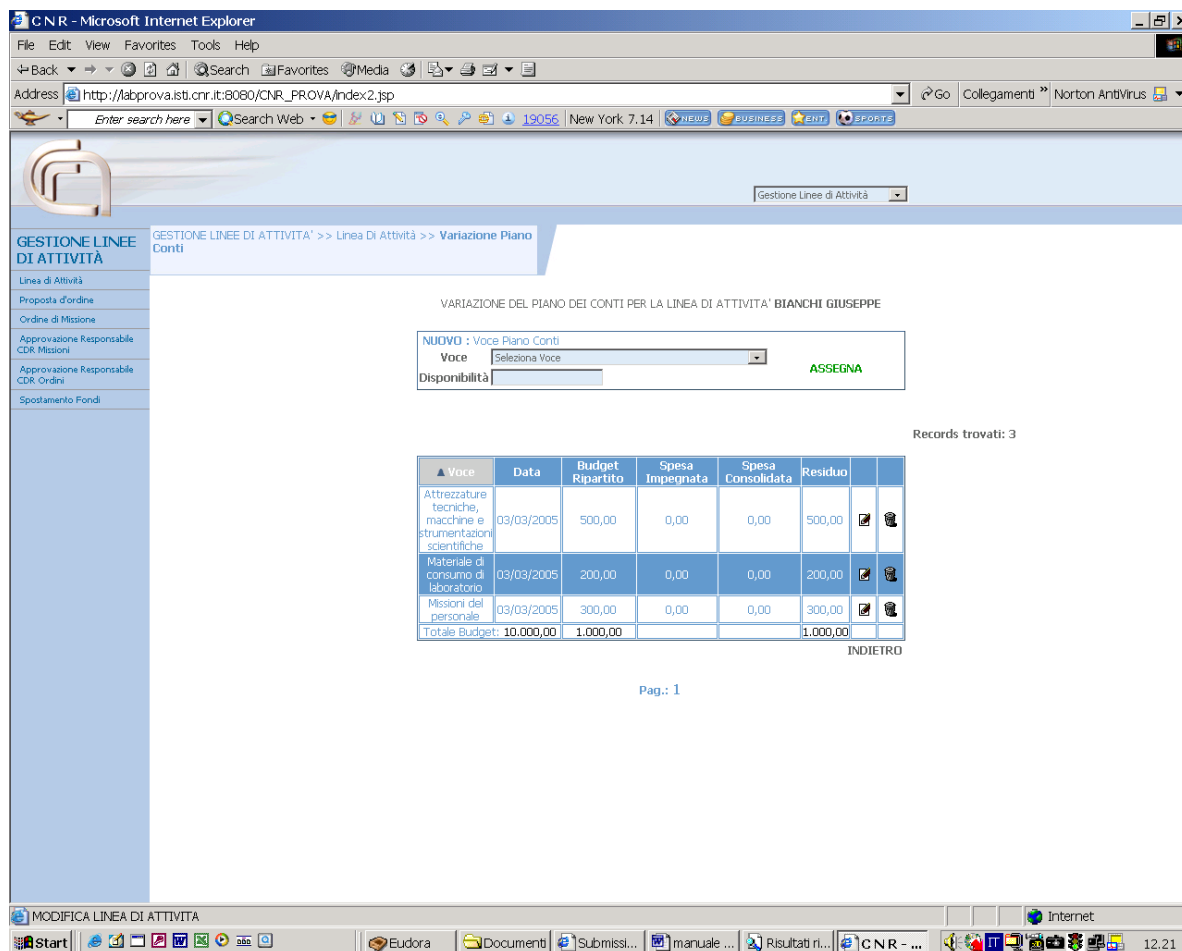 CNR - Microsoft Internet Explorer
File Edit View Favorites Tools Help
Back Search Favorites Media
Address http://labprova.isti.cnr.it:8080/CNR_PROVA/index2.jsp Go Collegamenti » Norton AntiVirus
Enter search here Search Web 19056 New York 7.14 NEWS BUSINESS ENT. SPORTS
Gestione Linee di Attività
GESTIONE LINEE DI ATTIVITA' >> Linea Di Attività >> Variazione Piano
Conti
GESTIONE LINEE
DI ATTIVITÀ
Linea di Attività
Proposta d'ordine
Ordine di Missione
Approvazione Responsabile
CDR Missioni
Approvazione Responsabile
CDR Ordini
Spostamento Fondi
VARIAZIONE DEL PIANO DEI CONTI PER LA LINEA DI ATTIVITA' BIANCHI GIUSEPPE
NUOVO : Voce Piano Conti
Voce Seleziona Voce
Disponibilità
ASSEGNA
Records trovati: 3
Voce Data Budget Ripartito Spesa Impegnata Spesa Consolidata Residuo
Attrezzature
tecniche,
macchine e
strumentazioni
scientifiche
03/03/2005 500,00 0,00 0,00 500,00
Materiale di
consumo di
laboratorio
03/03/2005 200,00 0,00 0,00 200,00
Missioni del
personale
03/03/2005 300,00 0,00 0,00 300,00
Totale Budget: 10.000,00 1.000,00 1.000,00
INDIETRO
Pag.: 1
MODIFICA LINEA DI ATTIVITA Internet
Start Eudora Documenti Submissi... manuale ... Risultati ri... CNR - ... 12.21